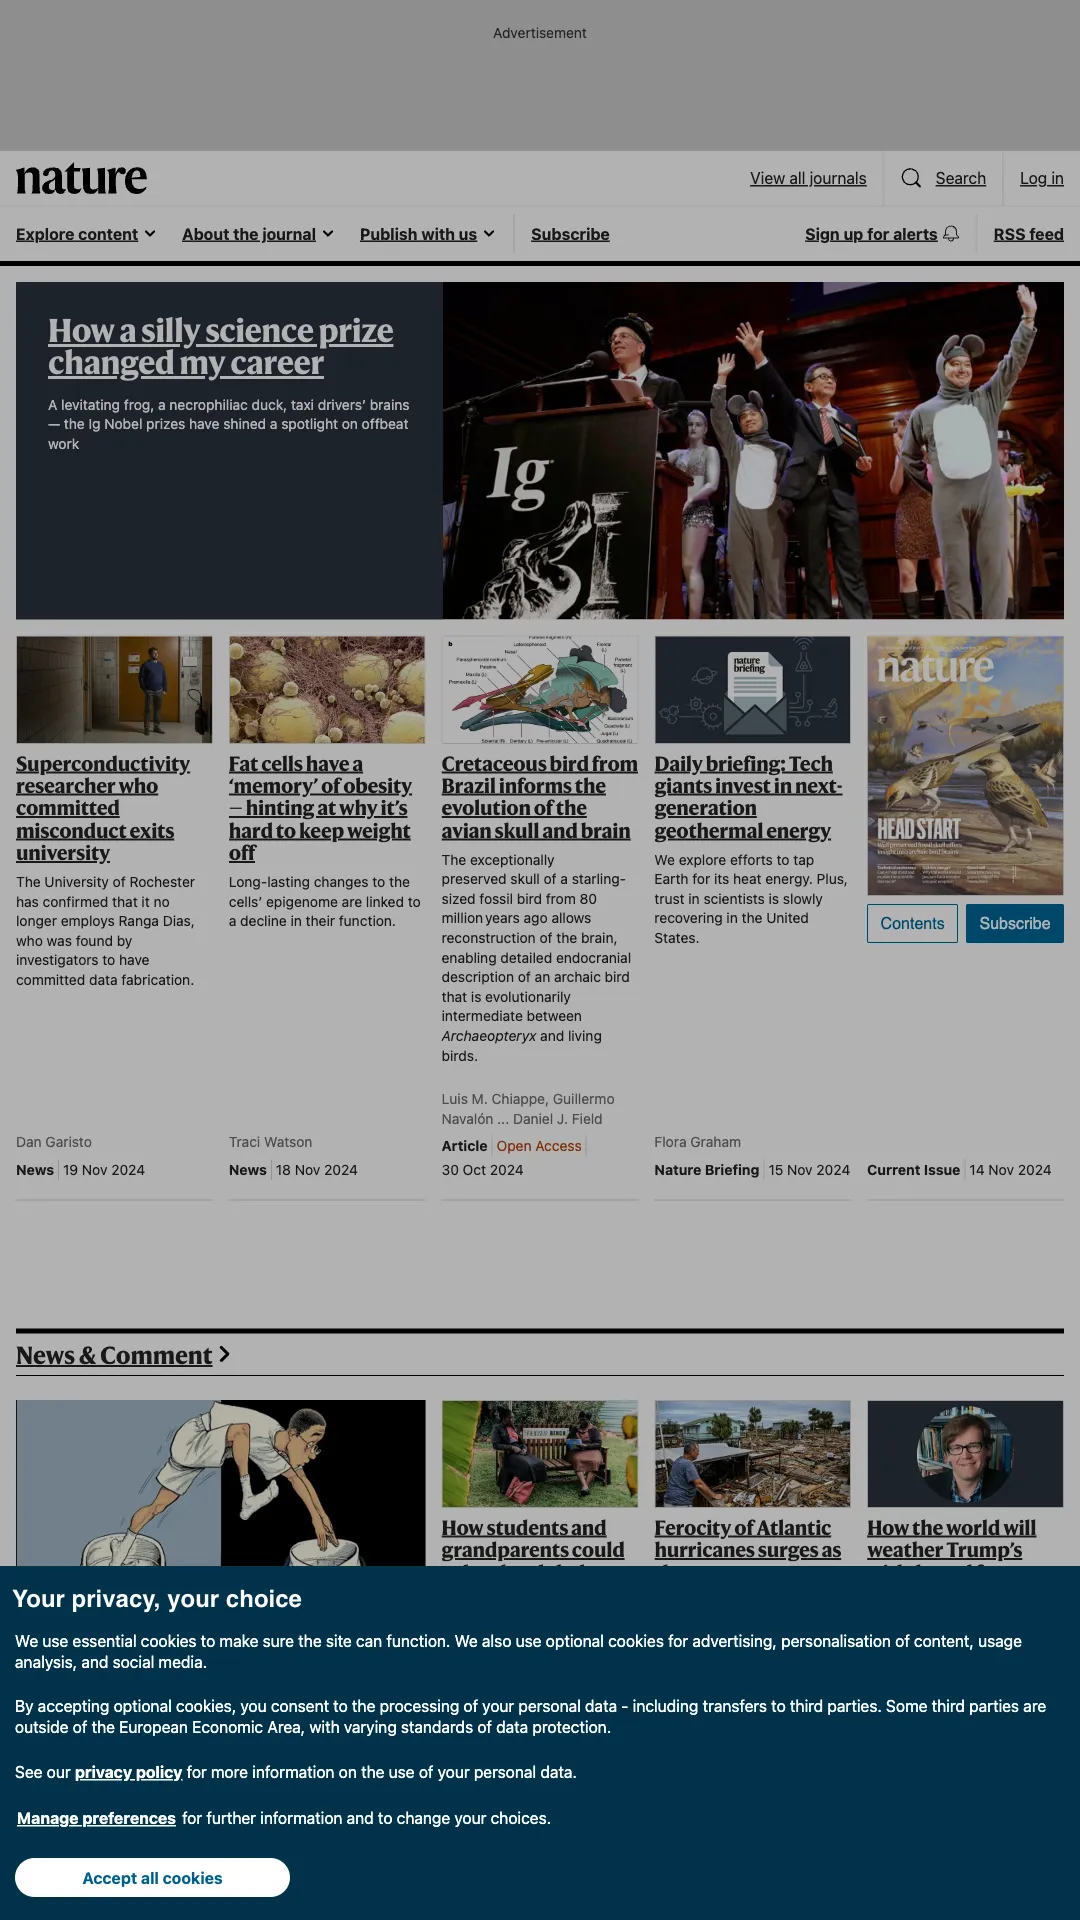 Advertisement
nature
View all journals
Search
Log in
Explore content
About the journal
Publish with us
Subscribe
Sign up for alerts
RSS feed
How a silly science prize
changed my career
A levitating frog, a necrophiliac duck, taxi drivers’ brains
— the Ig Nobel prizes have shined a spotlight on offbeat
work
Ig
Superconductivity
researcher who
committed
misconduct exits
university
The University of Rochester
has confirmed that it no
longer employs Ranga Dias,
who was found by
investigators to have
committed data fabrication.
Dan Garisto
News 19 Nov 2024
Fat cells have a
‘memory’ of obesity
— hinting at why it’s
hard to keep weight
off
Long-lasting changes to the
cells’ epigenome are linked to
a decline in their function.
Traci Watson
News 18 Nov 2024
b
Cretaceous bird from
Brazil informs the
evolution of the
avian skull and brain
The exceptionally
preserved skull of a starling-
sized fossil bird from 80
million years ago allows
reconstruction of the brain,
enabling detailed endocranial
description of an archaic bird
that is evolutionarily
intermediate between
Archaeopteryx and living
birds.
Luis M. Chiappe, Guillermo
Navalón ... Daniel J. Field
Article Open Access
30 Oct 2024
nature
briefing
Daily briefing: Tech
giants invest in next-
generation
geothermal energy
We explore efforts to tap
Earth for its heat energy. Plus,
trust in scientists is slowly
recovering in the United
States.
Flora Graham
Nature Briefing 15 Nov 2024
nature
HEAD START
Contents
Subscribe
Current Issue 14 Nov 2024
News & Comment
How students and
grandparents could
Ferocity of Atlantic
hurricanes surges as
How the world will
weather Trump’s
Your privacy, your choice
We use essential cookies to make sure the site can function. We also use optional cookies for advertising, personalisation of content, usage
analysis, and social media.
By accepting optional cookies, you consent to the processing of your personal data - including transfers to third parties. Some third parties are
outside of the European Economic Area, with varying standards of data protection.
See our privacy policy for more information on the use of your personal data.
Manage preferences for further information and to change your choices.
Accept all cookies